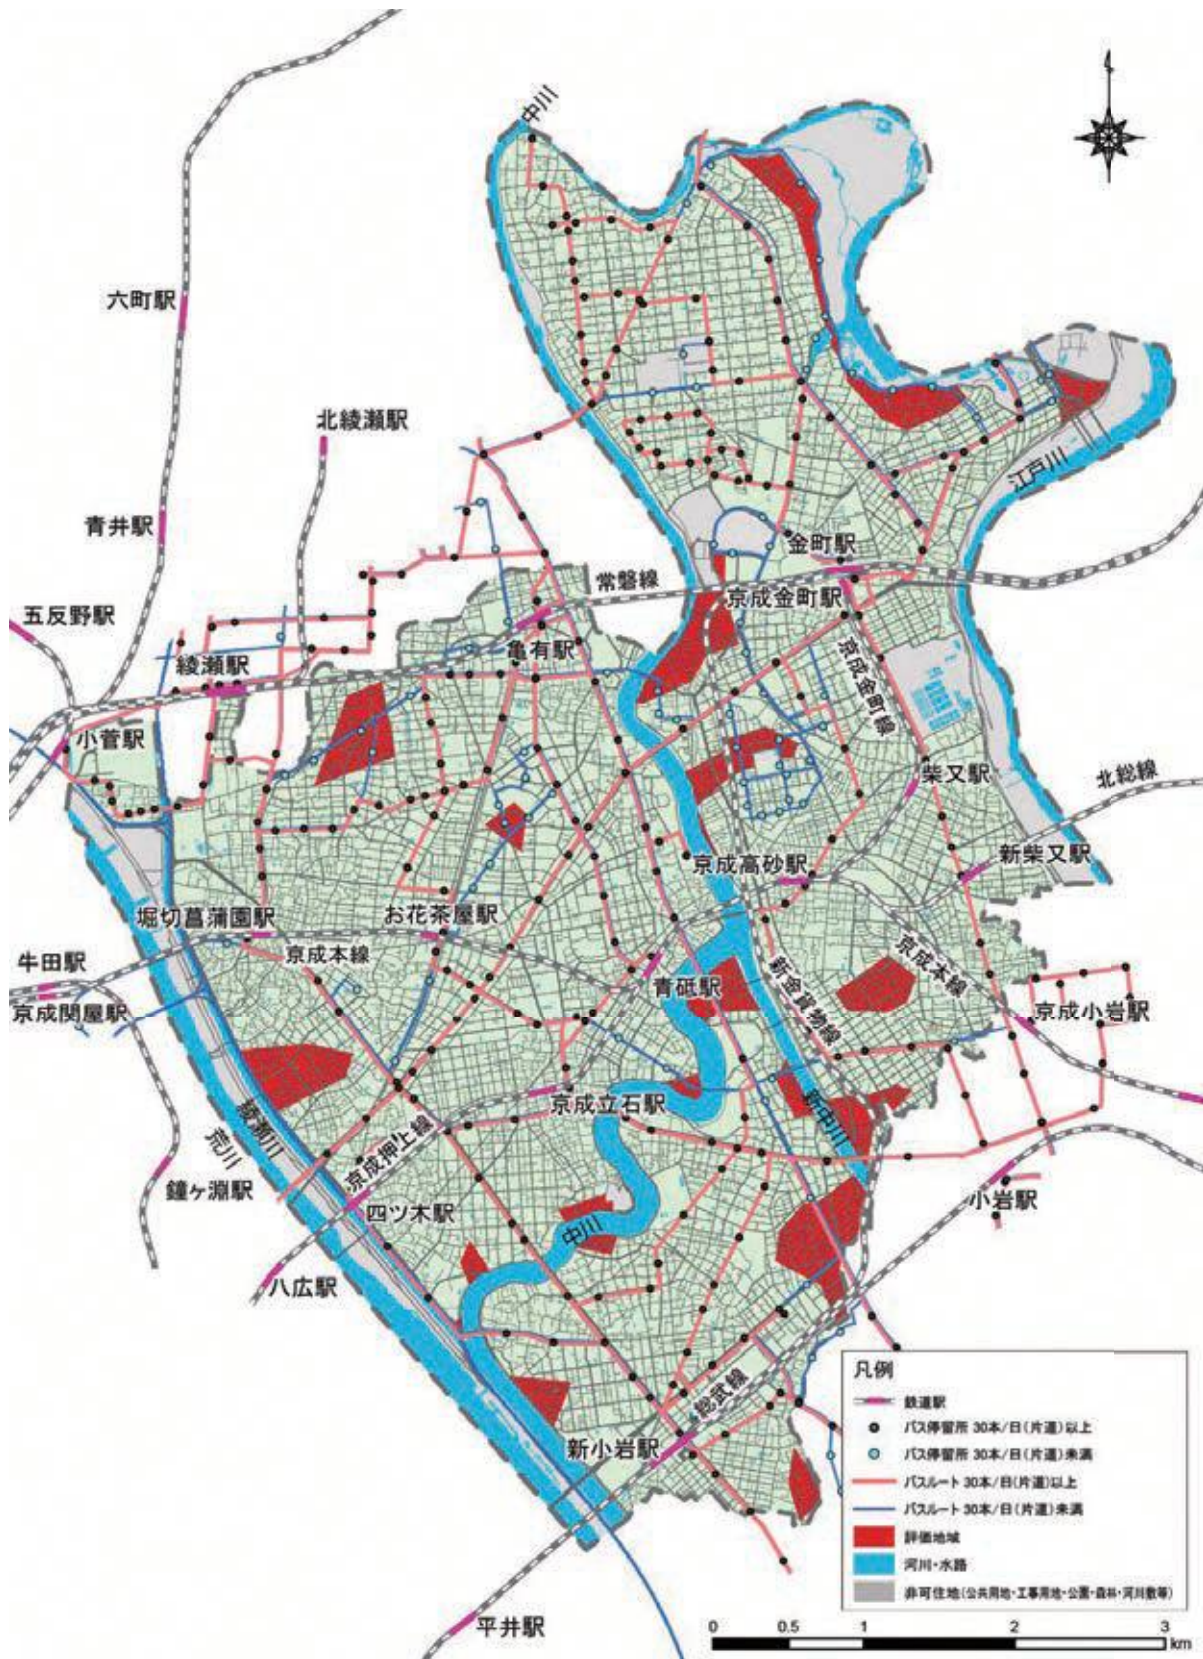 中川
六町駅
北綾瀬駅
江戸川
青井駅
金町駅
常磐線
京成金町駅
五反野駅
亀有駅
綾瀬駅
京成金町線
小菅駅
柴又駅
北総線
新柴又駅
京成高砂駅
堀切菖蒲園駅
お花茶屋駅
京成本線
京成本線
牛田駅
青砥駅
新金貨物線
京成関屋駅
京成小岩駅
京成立石駅
新中川
綾瀬川
荒川
京成押上線
鐘ヶ淵駅
四ツ木駅
小岩駅
中川
八広駅
総武線
新小岩駅
平井駅
凡例
鉄道駅
バス停留所 30本/日(片道)以上
バス停留所 30本/日(片道)未満
バスルート 30本/日(片道)以上
バスルート 30本/日(片道)未満
評価地域
河川・水路
非可住地(公共用地・工事用地・公園・森林・河川敷等)
0 0.5 1 2 3
km